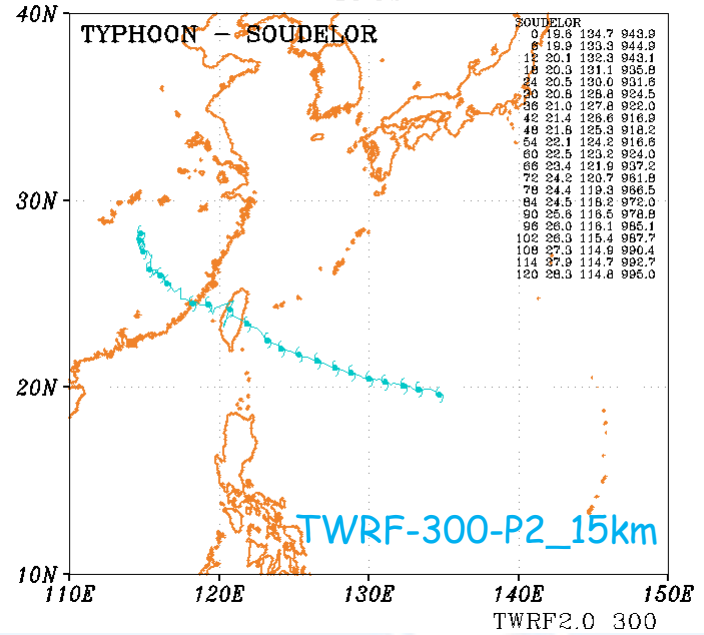 40N
TYPHOON - SOUDELOR
SOUDELOR
0 19.6 134.7 943.9
6 19.9 133.3 944.9
12 20.1 132.3 943.1
18 20.3 131.1 935.8
24 20.5 130.0 931.6
30 20.8 128.8 924.5
36 21.0 127.8 922.0
42 21.4 126.6 916.9
48 21.8 125.3 918.2
54 22.1 124.2 916.6
60 22.5 123.2 924.0
66 23.4 121.9 937.2
72 24.2 120.7 961.8
78 24.4 119.3 966.5
84 24.5 118.2 972.0
90 25.6 116.5 978.8
96 26.0 116.1 985.1
102 26.3 115.4 987.7
108 27.3 114.9 990.4
114 27.9 114.7 992.7
120 28.3 114.8 995.0
30N
20N
TWRF-300-P2_15km
10N
110E 120E 130E 140E 150E
TWRF2.0 300